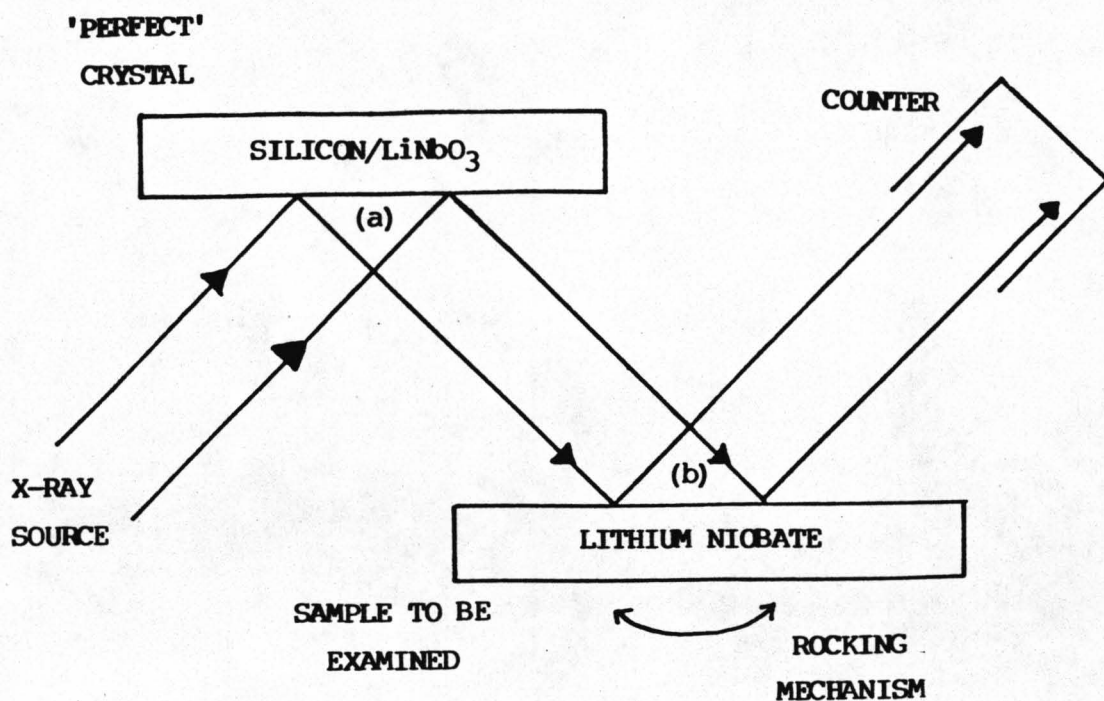 'PERFECT'
CRYSTAL
SILICON/LiNbO3
(a)
COUNTER
X-RAY
SOURCE
(b)
LITHIUM NIOBATE
SAMPLE TO BE
EXAMINED
ROCKING
MECHANISM